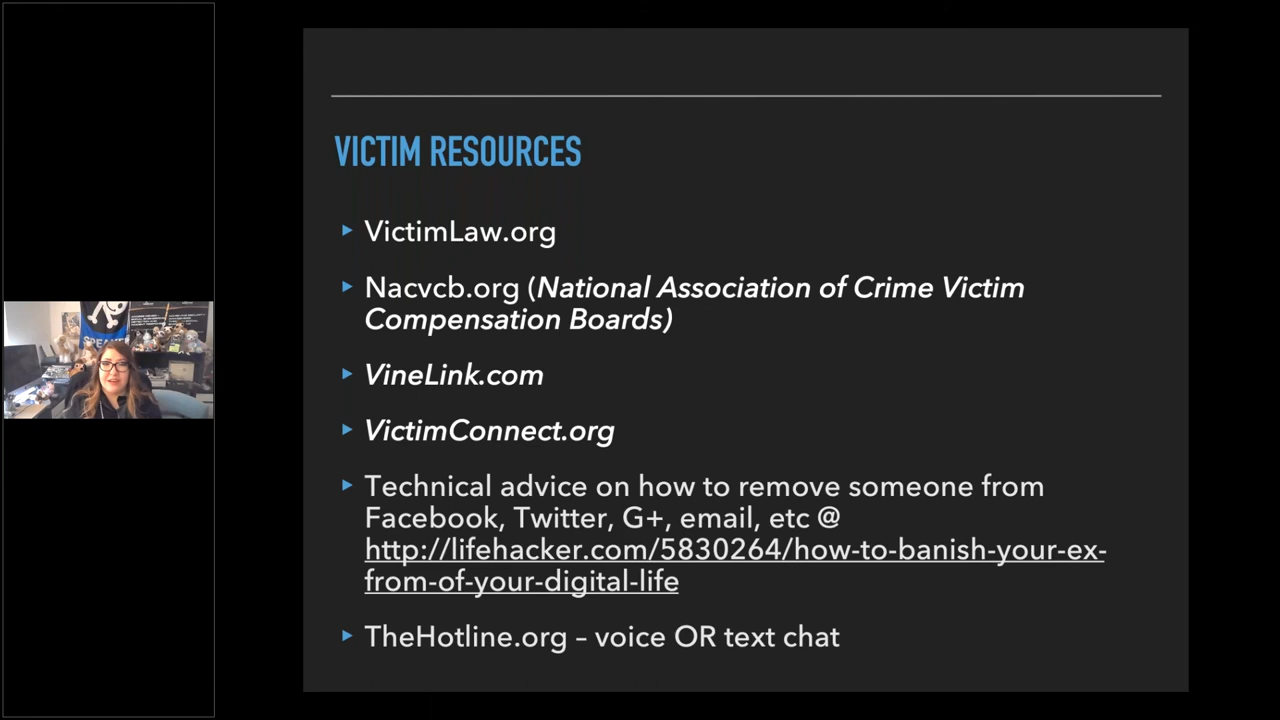 VICTIM RESOURCES
VictimLaw.org
Nacvcb.org (National Association of Crime Victim
Compensation Boards)
VineLink.com
VictimConnect.org
Technical advice on how to remove someone from
Facebook, Twitter, G+, email, etc @
http://lifehacker.com/5830264/how-to-banish-your-ex-
from-of-your-digital-life
TheHotline.org – voice OR text chat